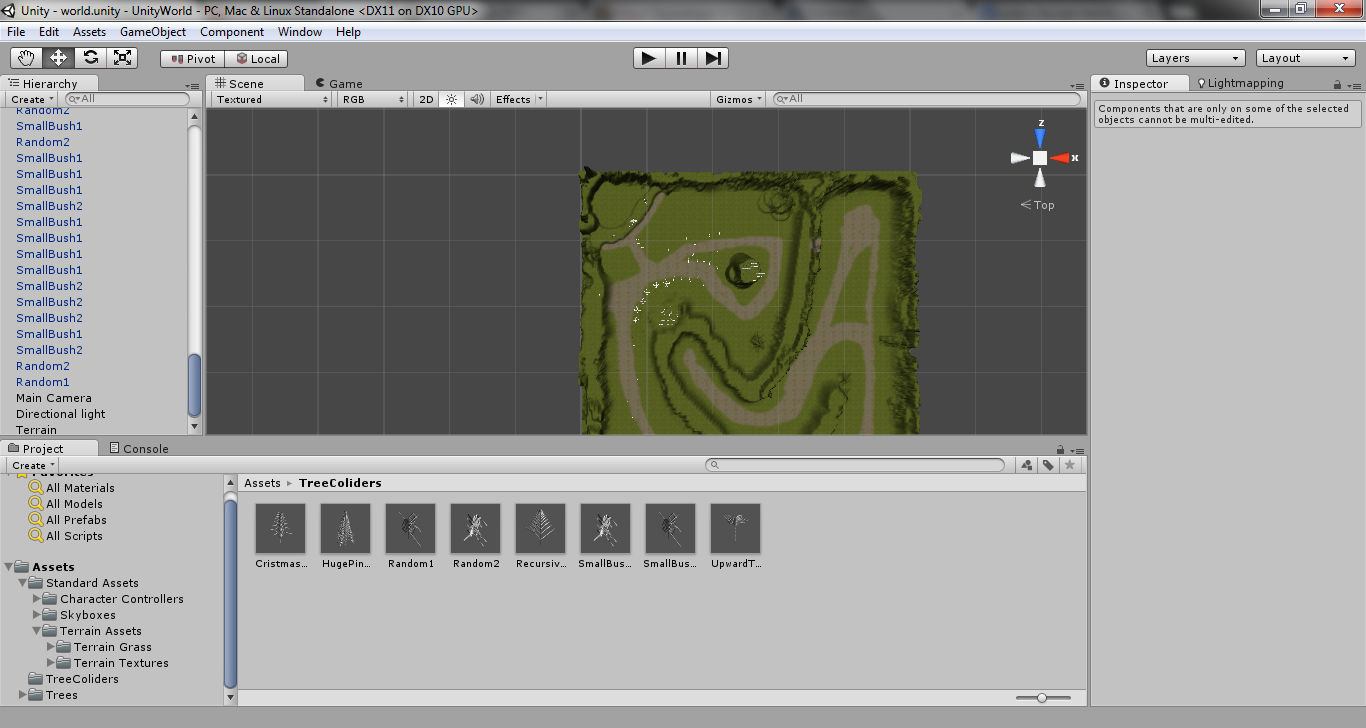 Unity - world.unity - UnityWorld - PC, Mac & Linux Standalone <DX11 on DX10 GPU>
File Edit Assets GameObject Component Window Help
Pivot Local Layers Layout
Hierarchy
Create All
Random2
SmallBush1
Random2
SmallBush1
SmallBush1
SmallBush1
SmallBush2
SmallBush1
SmallBush1
SmallBush1
SmallBush1
SmallBush2
SmallBush2
SmallBush2
SmallBush1
SmallBush2
Random2
Random1
Main Camera
Directional light
Terrain
Scene Game
Textured RGB 2D Effects Gizmos All
z
x
Top
Inspector Lightmapping
Components that are only on some of the selected
objects cannot be multi-edited.
Project Console
Create
Favorites
All Materials
All Models
All Prefabs
All Scripts
Assets
Standard Assets
Character Controllers
Skyboxes
Terrain Assets
Terrain Grass
Terrain Textures
TreeColiders
Trees
Assets ▸ TreeColiders
Cristmas... HugePin... Random1 Random2 Recursiv... SmallBus... SmallBus... UpwardT...